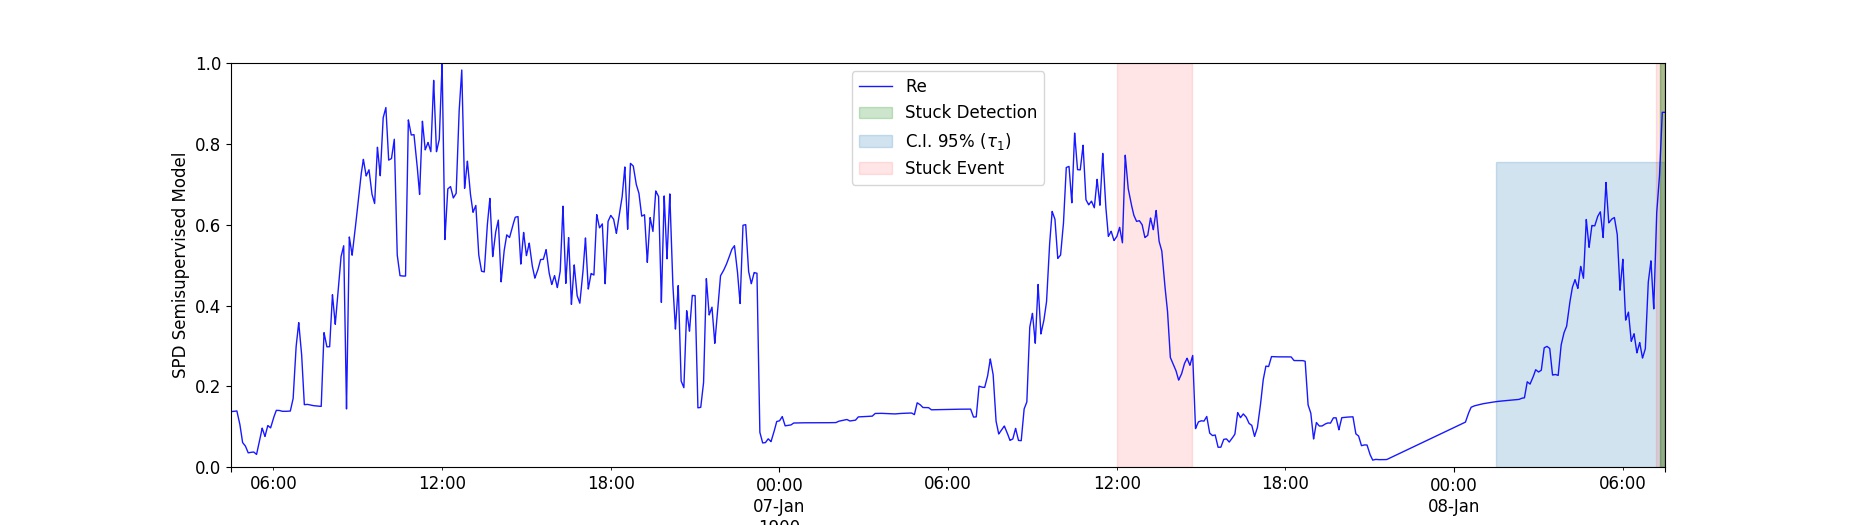 SPD Semisupervised Model
1.0
0.8
0.6
0.4
0.2
0.0
Re
Stuck Detection
C.I. 95% (τ₁)
Stuck Event
06:00 12:00 18:00 00:00 06:00 12:00 18:00 00:00 06:00
07-Jan 08-Jan
1900